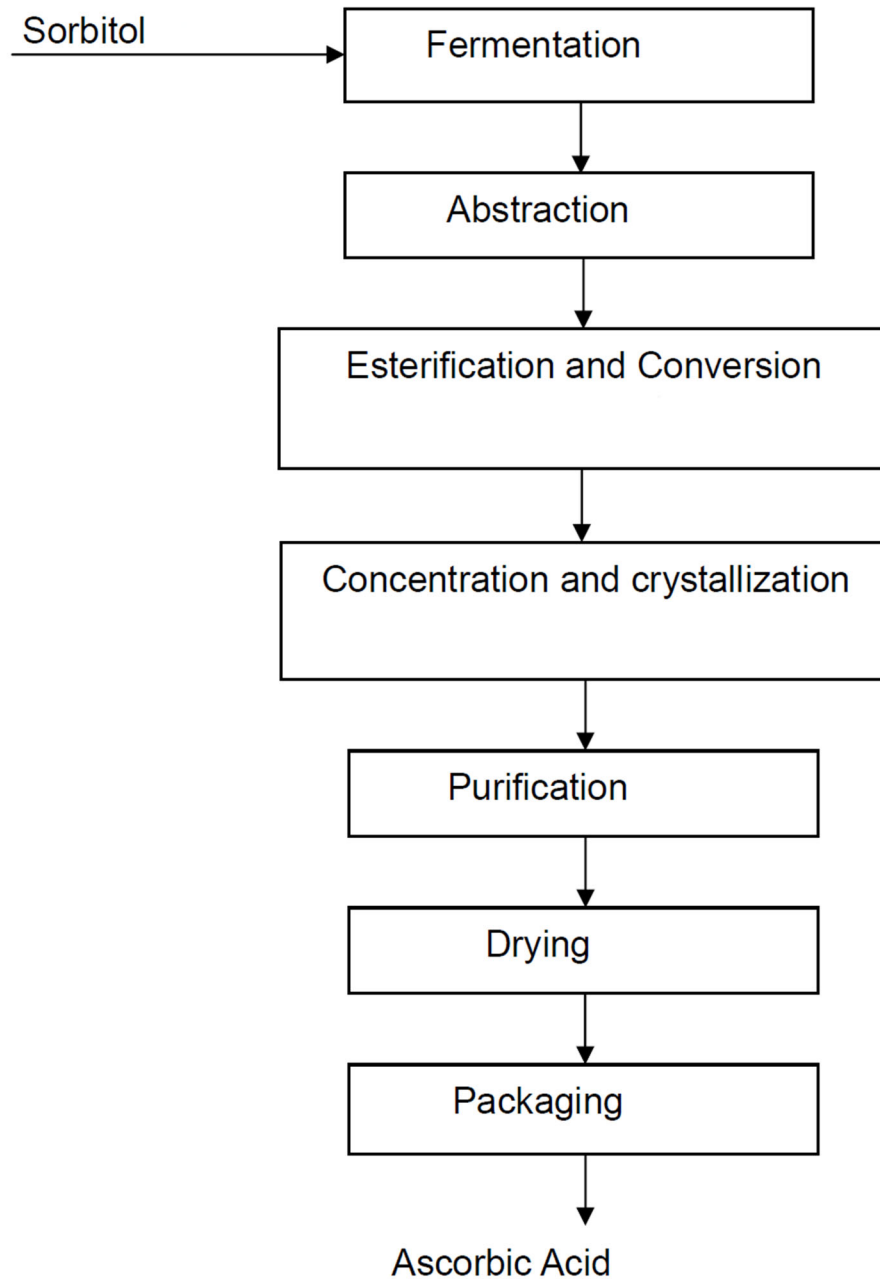 Sorbitol
Fermentation
Abstraction
Esterification and Conversion
Concentration and crystallization
Purification
Drying
Packaging
Ascorbic Acid